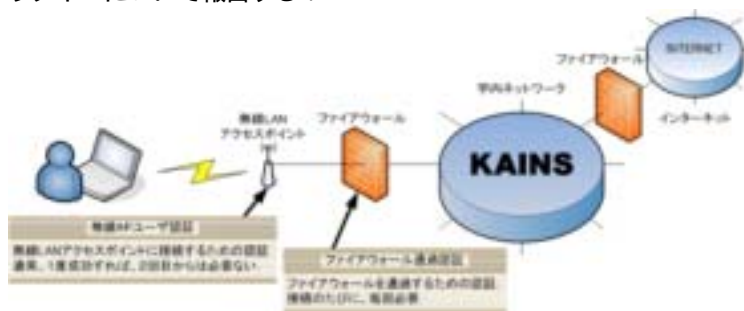 INTERNET
ファイアウォール
学内ネットワーク
インターネット
無線LAN
アクセスポイント
ファイアウォール
KAINS
無線APユーザ認証
無線LANアクセスポイントに接続するための認証
通常、1度成功すれば、2回目からは必要ない
ファイアウォール通過認証
ファイアウォールを通過するための認証
接続のたびに、毎回必要